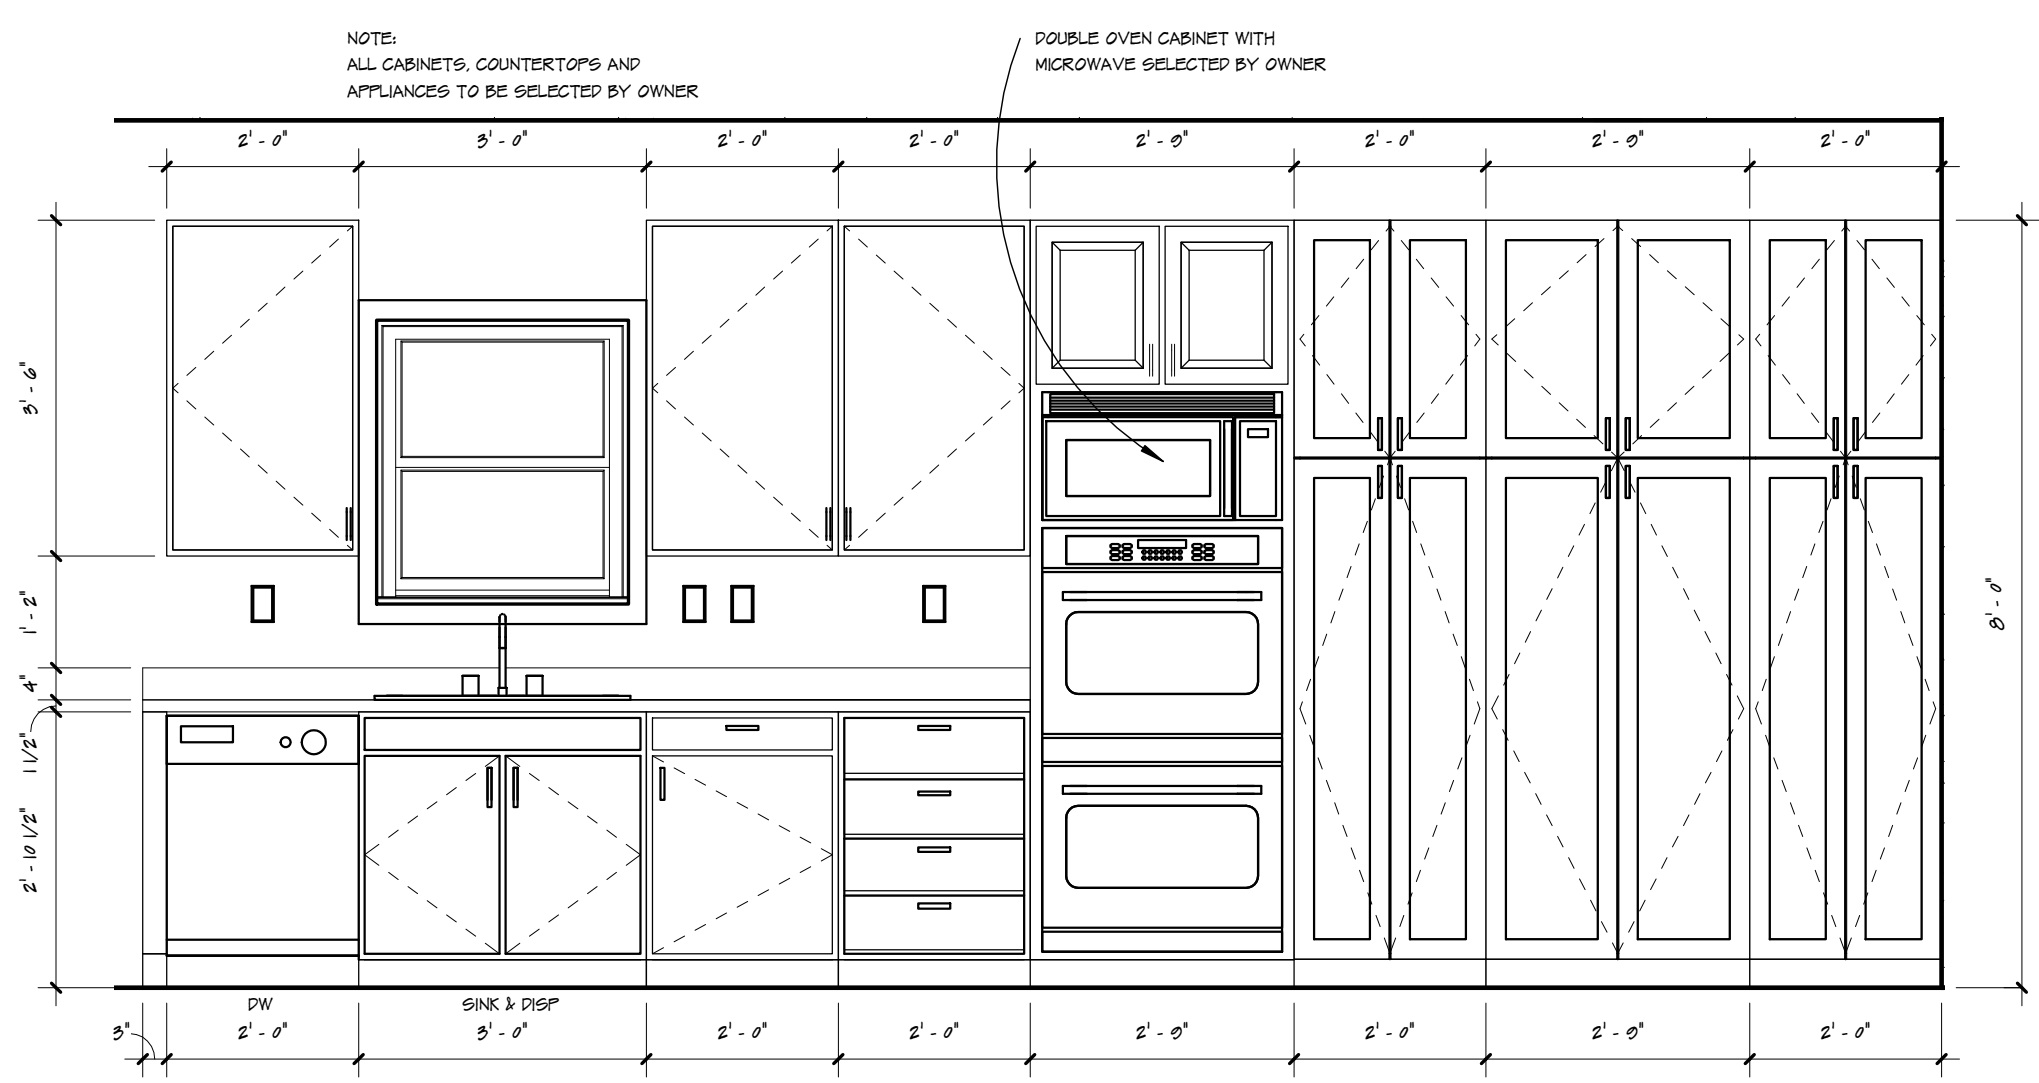 NOTE:
ALL CABINETS, COUNTERTOPS AND
APPLIANCES TO BE SELECTED BY OWNER
DOUBLE OVEN CABINET WITH
MICROWAVE SELECTED BY OWNER
2' - 0"
3' - 0"
2' - 0"
2' - 0"
2' - 9"
2' - 0"
2' - 9"
2' - 0"
3' - 6"
1' - 2"
4"
1 1/2"
2' - 10 1/2"
8' - 0"
DW
SINK & DISP
3"
2' - 0"
3' - 0"
2' - 0"
2' - 0"
2' - 9"
2' - 0"
2' - 9"
2' - 0"